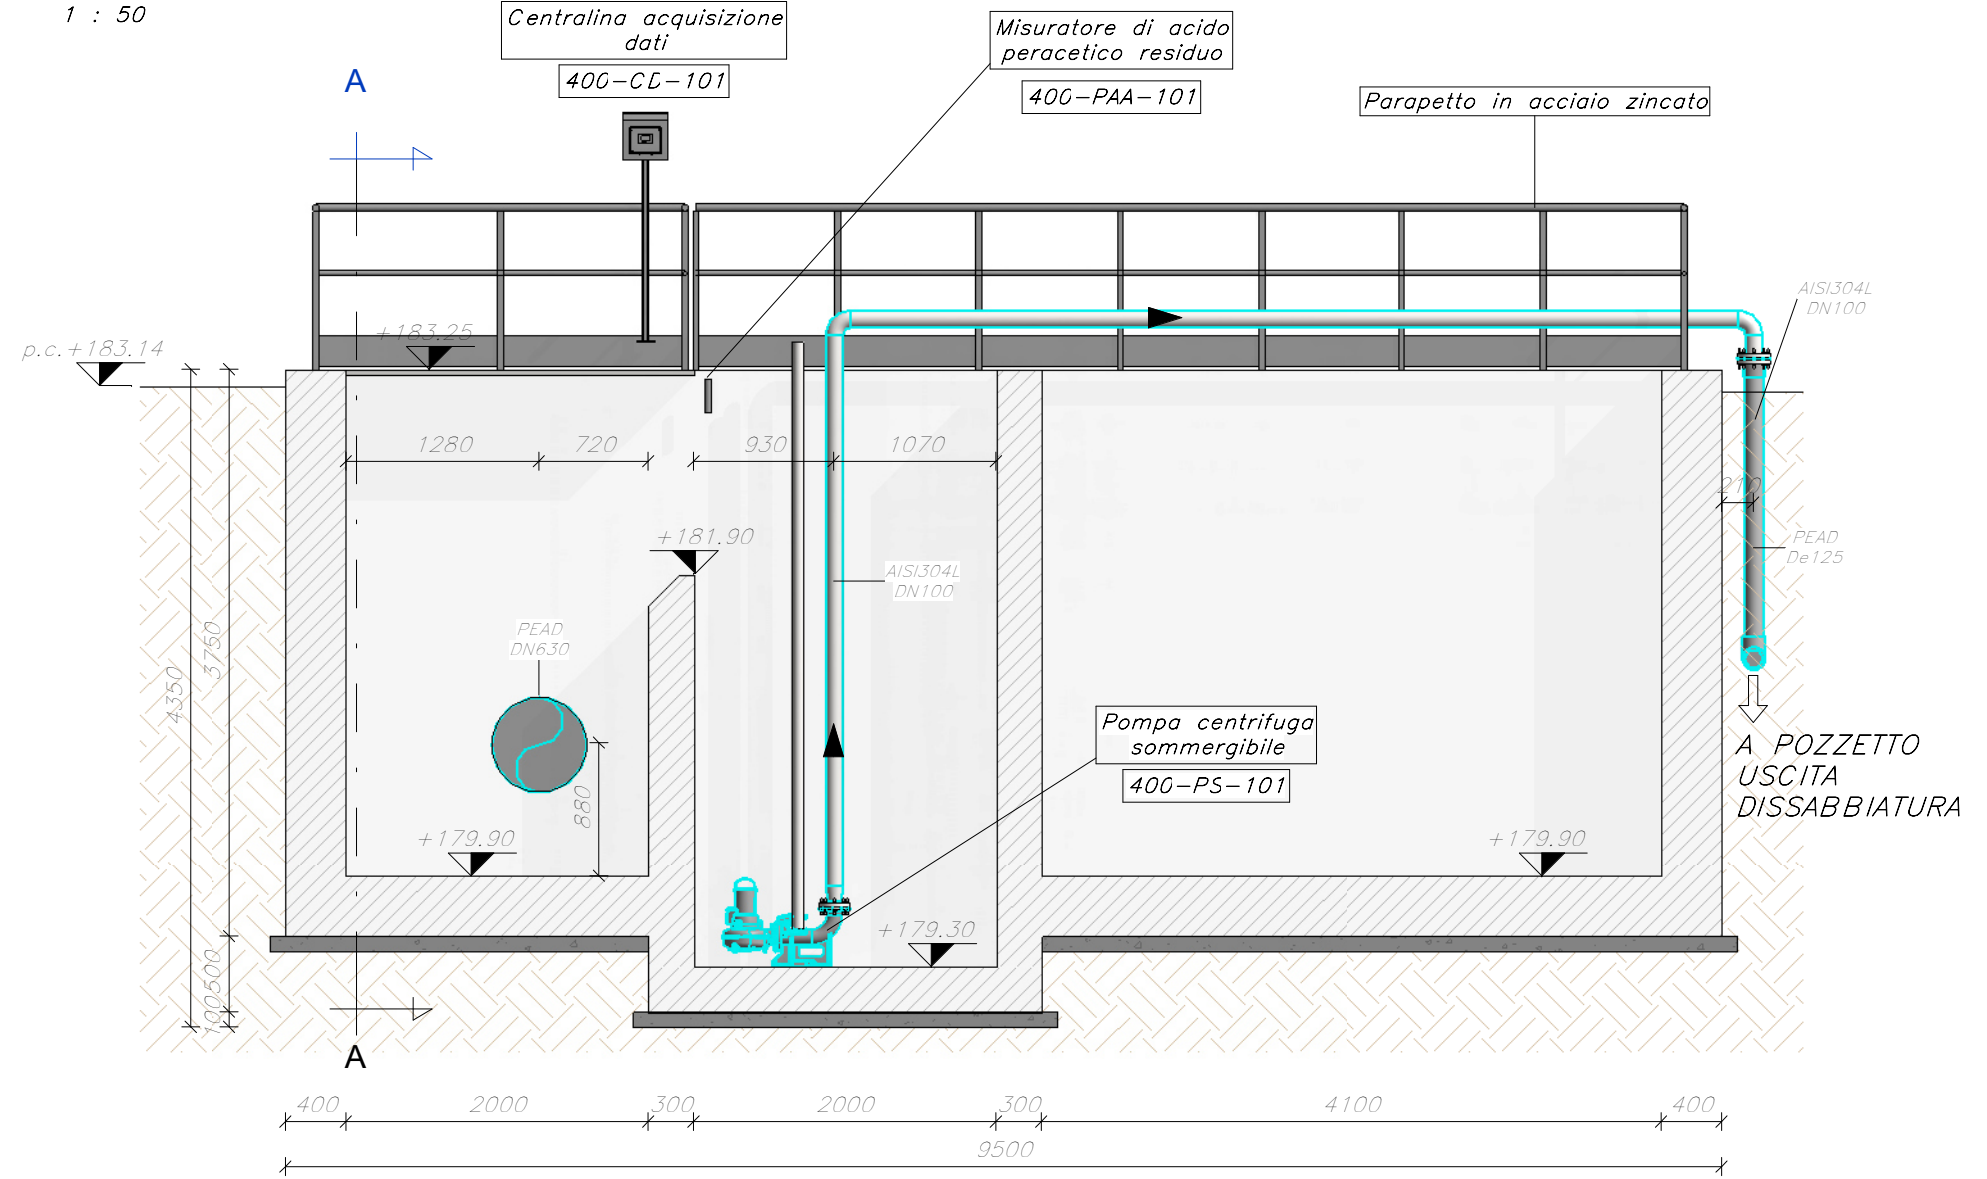 1 : 50
Centralina acquisizione
dati
400-CD-101
Misuratore di acido
peracetico residuo
400-PAA-101
Parapetto in acciaio zincato
A
AISI304L
DN100
p.c.+183.14
+183.25
1280
720
930
1070
210
+181.90
PEAD
De125
AISI304L
DN100
PEAD
DN630
3750
4350
880
Pompa centrifuga
sommergibile
400-PS-101
A POZZETTO
USCITA
DISSABBIATURA
+179.90
+179.90
+179.30
500
100
A
400
2000
300
2000
300
4100
400
9500